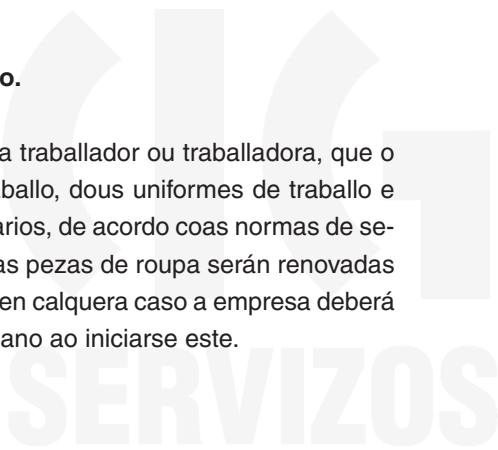 o.
a traballador ou traballadora, que o
aballo, dous uniformes de traballo e
arios, de acordo coas normas de se-
as pezas de roupa serán renovadas
en calquera caso a empresa deberá
ano ao iniciarse este.
CIG
SERVIZOS